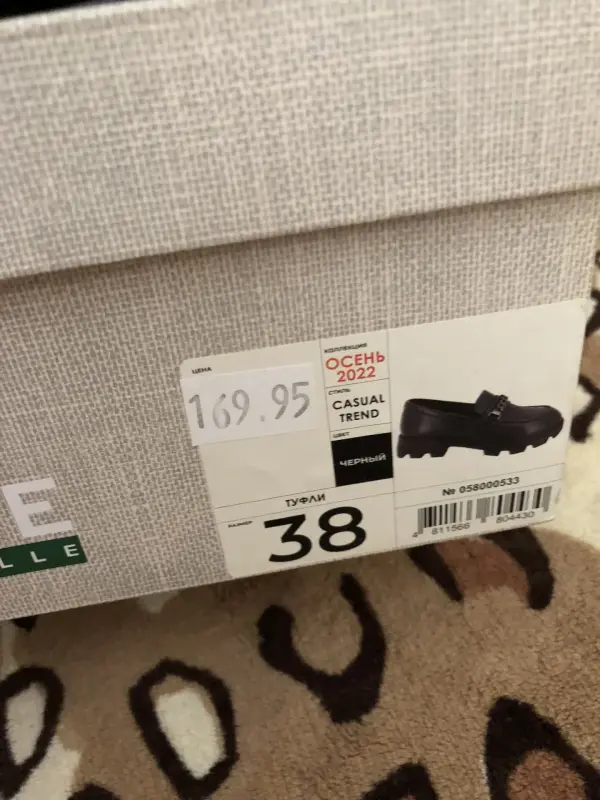 ЦЕНА
169.95
КОЛЛЕКЦИЯ
ОСЕНЬ
2022
СТИЛЬ
CASUAL
TREND
ЦВЕТ
ЧЕРНЫЙ
ТУФЛИ
РАЗМЕР
38
№ 058000533
4 811566 804430
E
LLE